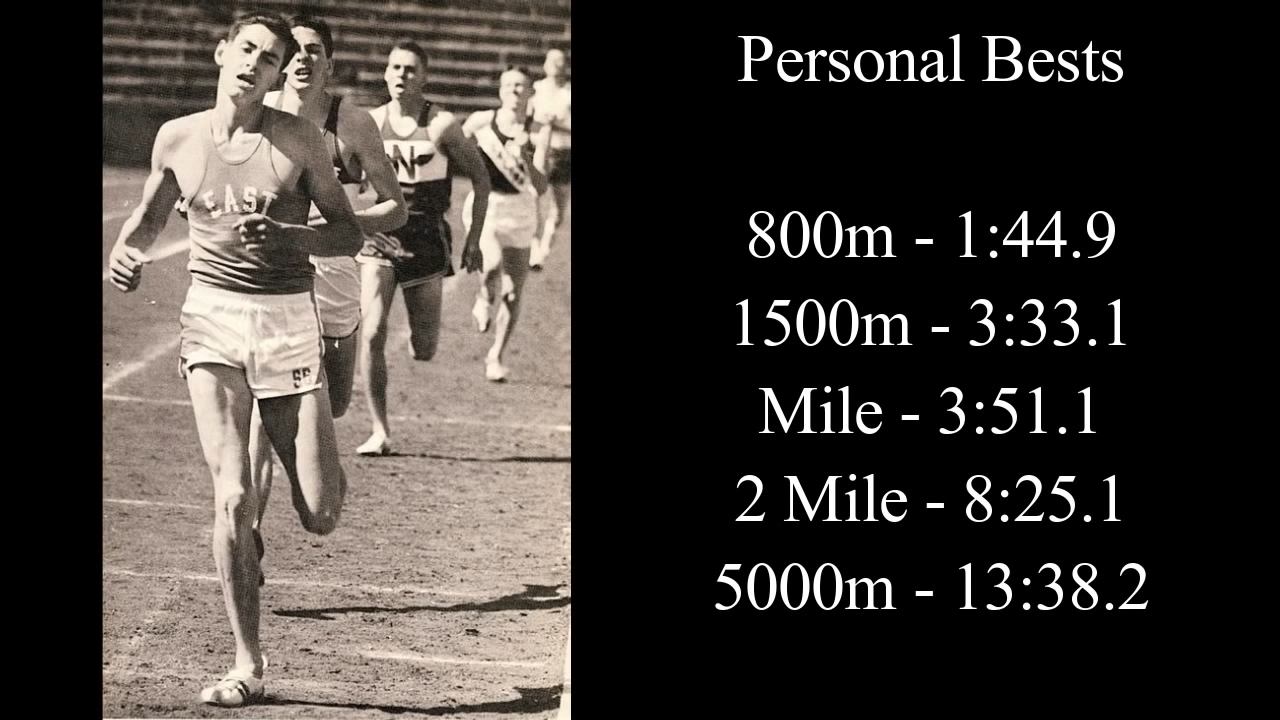 EAST
N
Personal Bests
800m - 1:44.9
1500m - 3:33.1
Mile - 3:51.1
2 Mile - 8:25.1
5000m - 13:38.2